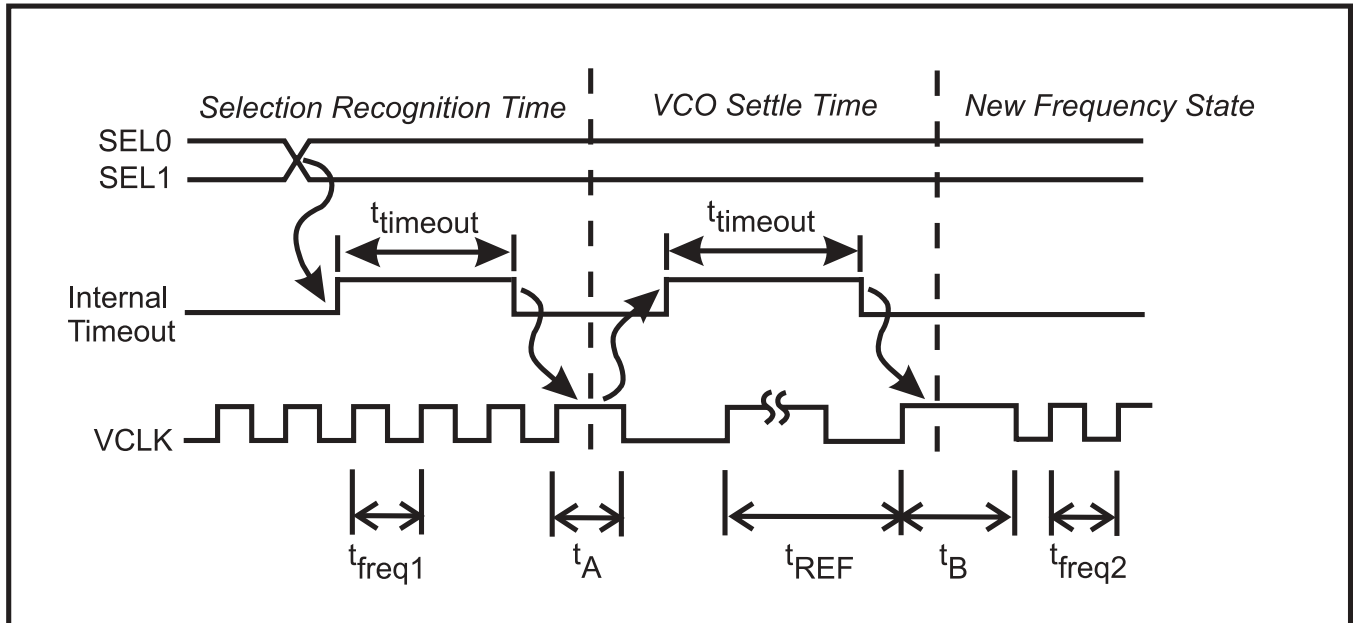 Selection Recognition Time
VCO Settle Time
New Frequency State
SEL0
SEL1
ttimeout
ttimeout
Internal
Timeout
VCLK
tfreq1
tA
tREF
tB
tfreq2